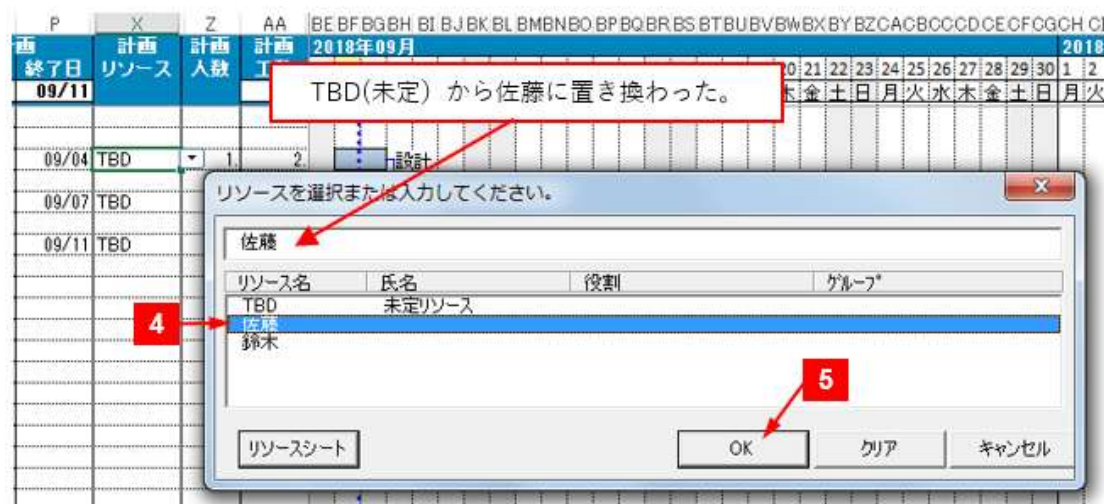 P X Z AA BE BF BG BH BI BJ BK BL BM BN BO BP BQ BR BS BT BU BV BW BX BY BZ CA CB CC CD CE CF CG CH
画 計画 計画 計画 2018年09月 2018
終了日 リソース 人数 20 21 22 23 24 25 26 27 28 29 30 1 2
09/11 木 金 土 日 月 火 水 木 金 土 日 月 火
TBD(未定）から佐藤に置き換わった。
09/04 TBD 1. 2. 設計
09/07 TBD
09/11 TBD
リソースを選択または入力してください。
佐藤
リソース名 氏名 役割 グループ
TBD 未定リソース
4
佐藤
鈴木
5
リソースシート OK クリア キャンセル